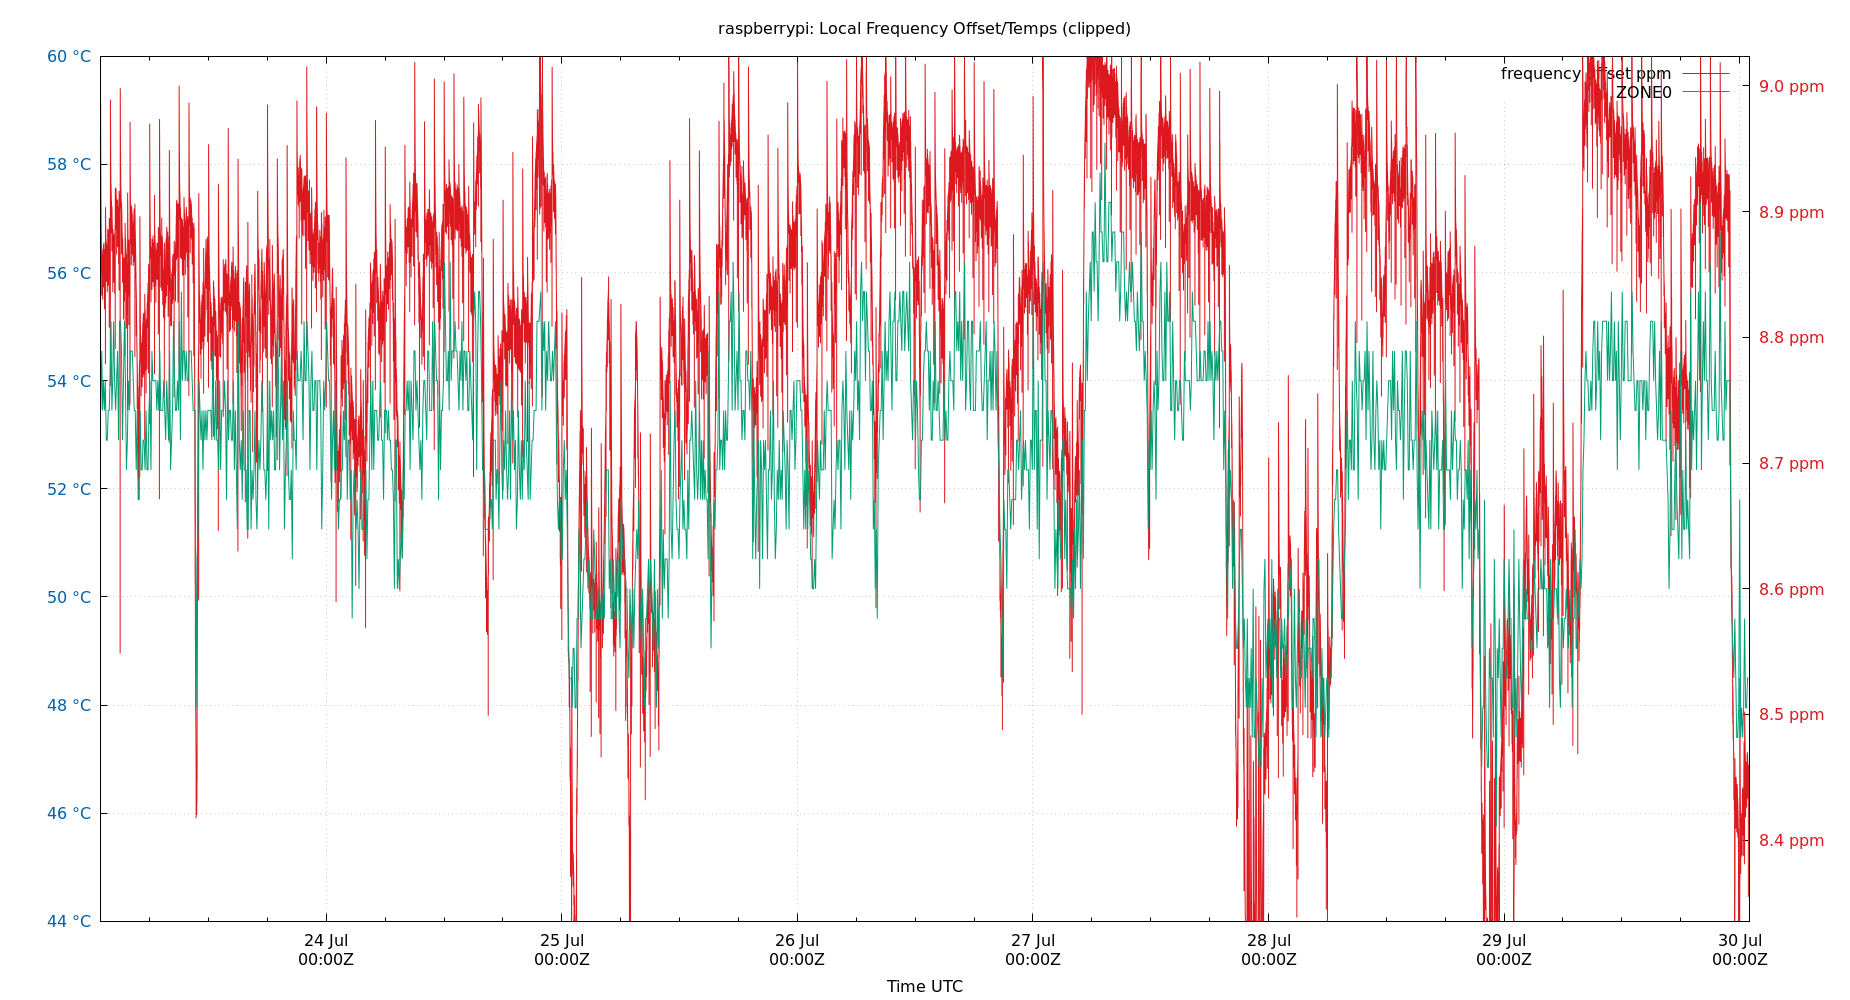 raspberrypi: Local Frequency Offset/Temps (clipped)
60 °C
58 °C
56 °C
54 °C
52 °C
50 °C
48 °C
46 °C
44 °C
frequency offset ppm
ZONE0
9.0 ppm
8.9 ppm
8.8 ppm
8.7 ppm
8.6 ppm
8.5 ppm
8.4 ppm
24 Jul
00:00Z
25 Jul
00:00Z
26 Jul
00:00Z
27 Jul
00:00Z
28 Jul
00:00Z
29 Jul
00:00Z
30 Jul
00:00Z
Time UTC